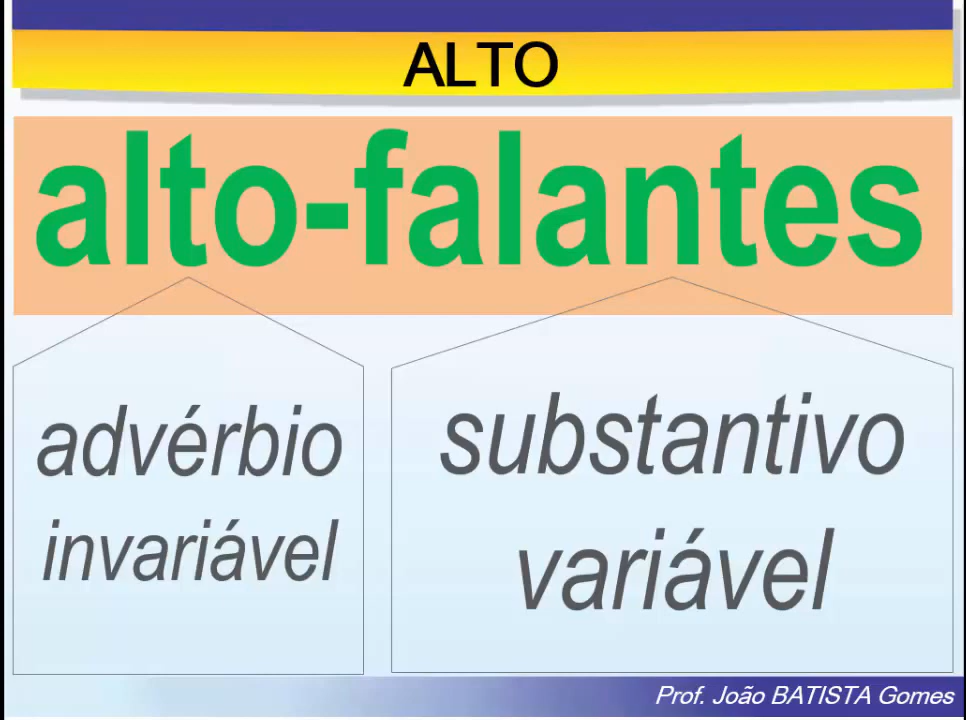 ALTO
alto-falantes
advérbio
invariável
substantivo
variável
Prof. João BATISTA Gomes